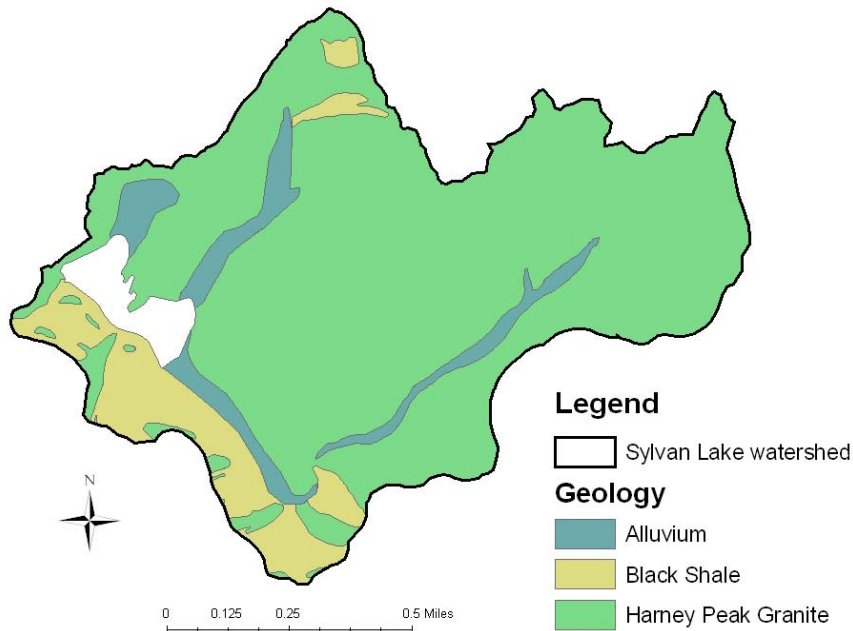 Legend
Sylvan Lake watershed
Geology
Alluvium
Black Shale
Harney Peak Granite
N
0 0.125 0.25 0.5 Miles